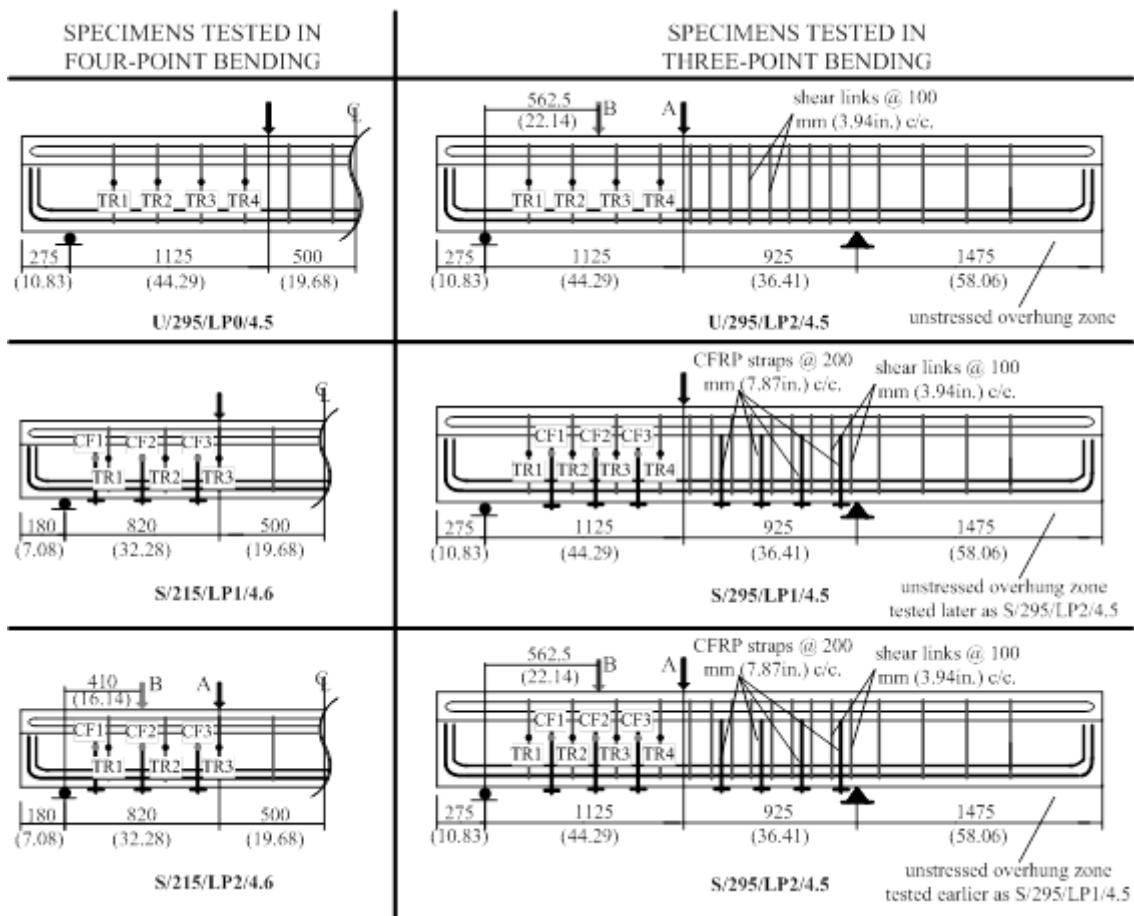 SPECIMENS TESTED IN
FOUR-POINT BENDING
SPECIMENS TESTED IN
THREE-POINT BENDING
C
L
TR1 TR2 TR3 TR4
275 1125 500
(10.83) (44.29) (19.68)
U/295/LP0/4.5
562.5
(22.14)
B A
shear links @ 100
mm (3.94in.) c/c.
TR1 TR2 TR3 TR4
275 1125 925 1475
(10.83) (44.29) (36.41) (58.06)
U/295/LP2/4.5
unstressed overhung zone
C
L
CF1 CF2 CF3
TR1 TR2 TR3
180 820 500
(7.08) (32.28) (19.68)
S/215/LP1/4.6
CFRP straps @ 200
mm (7.87in.) c/c.
shear links @ 100
mm (3.94in.) c/c.
CF1 CF2 CF3
TR1 TR2 TR3 TR4
275 1125 925 1475
(10.83) (44.29) (36.41) (58.06)
S/295/LP1/4.5
unstressed overhung zone
tested later as S/295/LP2/4.5
410
(16.14)
B A
C
L
CF1 CF2 CF3
TR1 TR2 TR3
180 820 500
(7.08) (32.28) (19.68)
S/215/LP2/4.6
562.5
(22.14)
B A
CFRP straps @ 200
mm (7.87in.) c/c.
shear links @ 100
mm (3.94in.) c/c.
CF1 CF2 CF3
TR1 TR2 TR3 TR4
275 1125 925 1475
(10.83) (44.29) (36.41) (58.06)
S/295/LP2/4.5
unstressed overhung zone
tested earlier as S/295/LP1/4.5